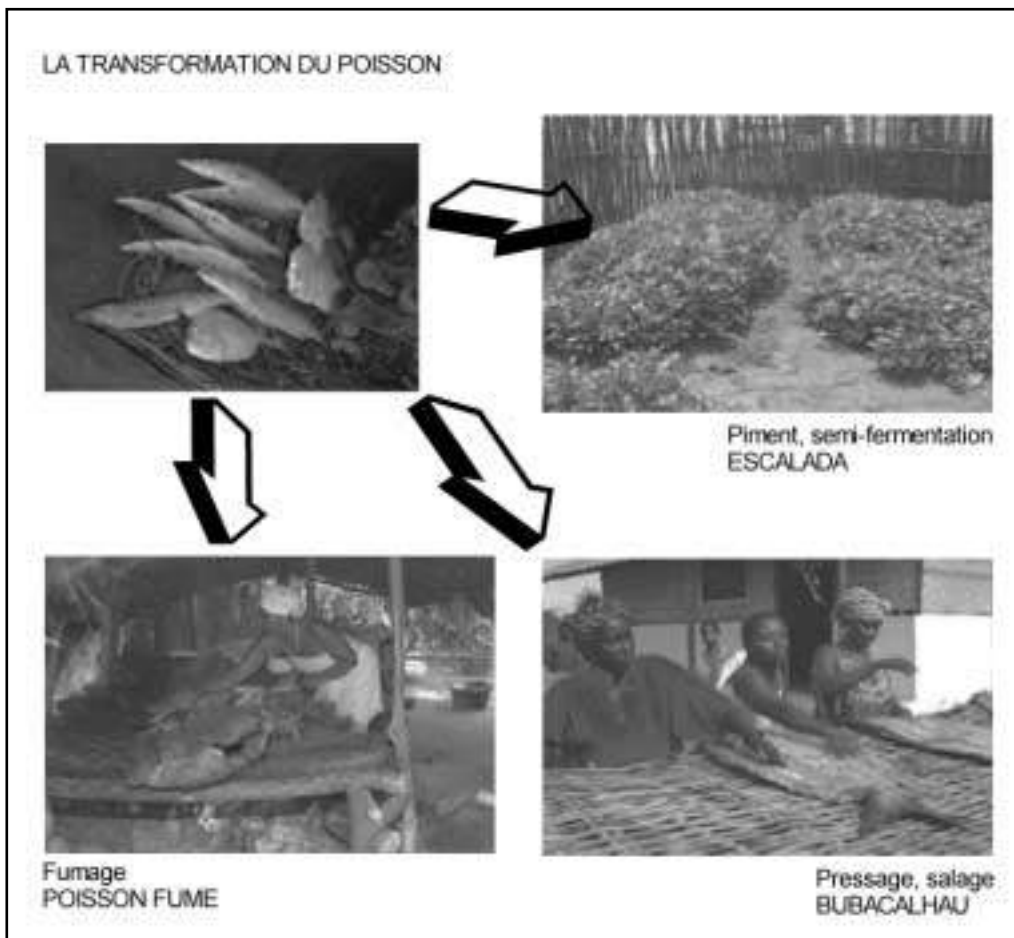 LA TRANSFORMATION DU POISSON
Piment, semi-fermentation
ESCALADA
Fumage
POISSON FUME
Pressage, salage
BUBACALHAU